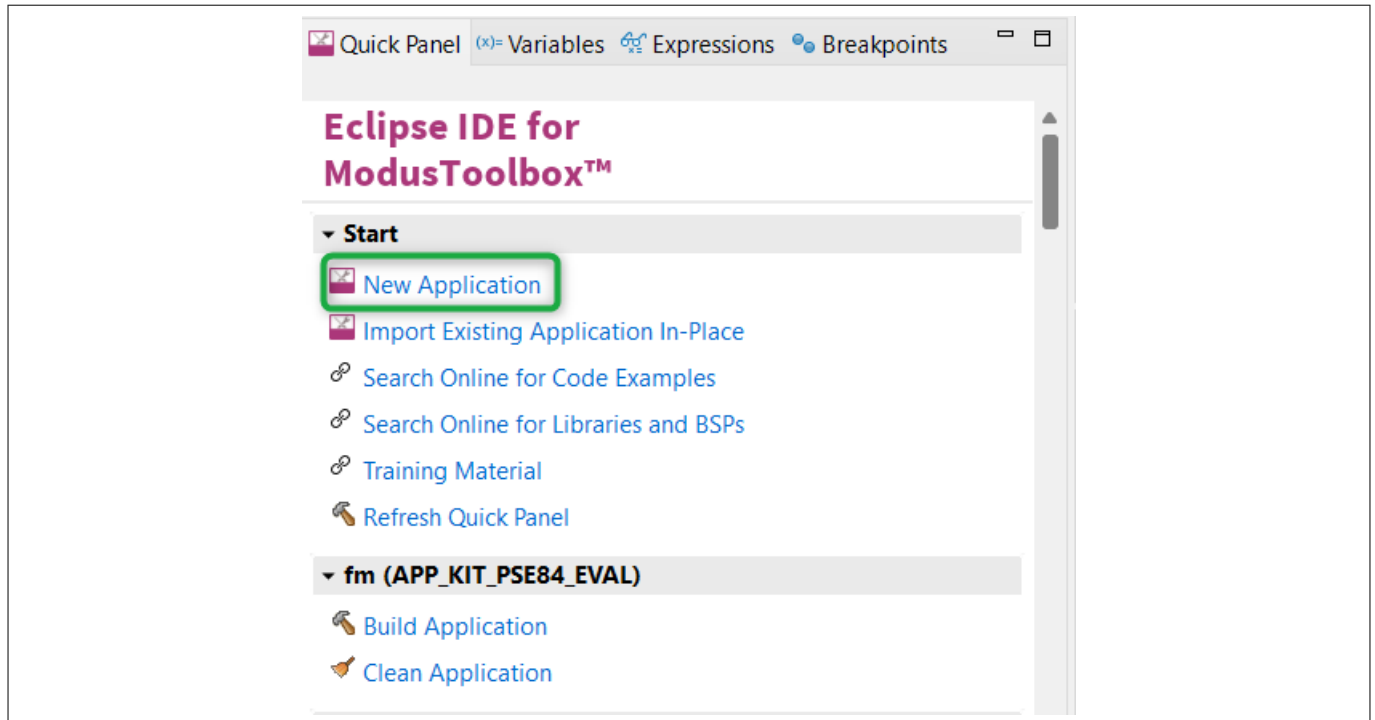 Quick Panel (x)= Variables Expressions Breakpoints
Eclipse IDE for
ModusToolbox™
Start
New Application
Import Existing Application In-Place
Search Online for Code Examples
Search Online for Libraries and BSPs
Training Material
Refresh Quick Panel
fm (APP_KIT_PSE84_EVAL)
Build Application
Clean Application